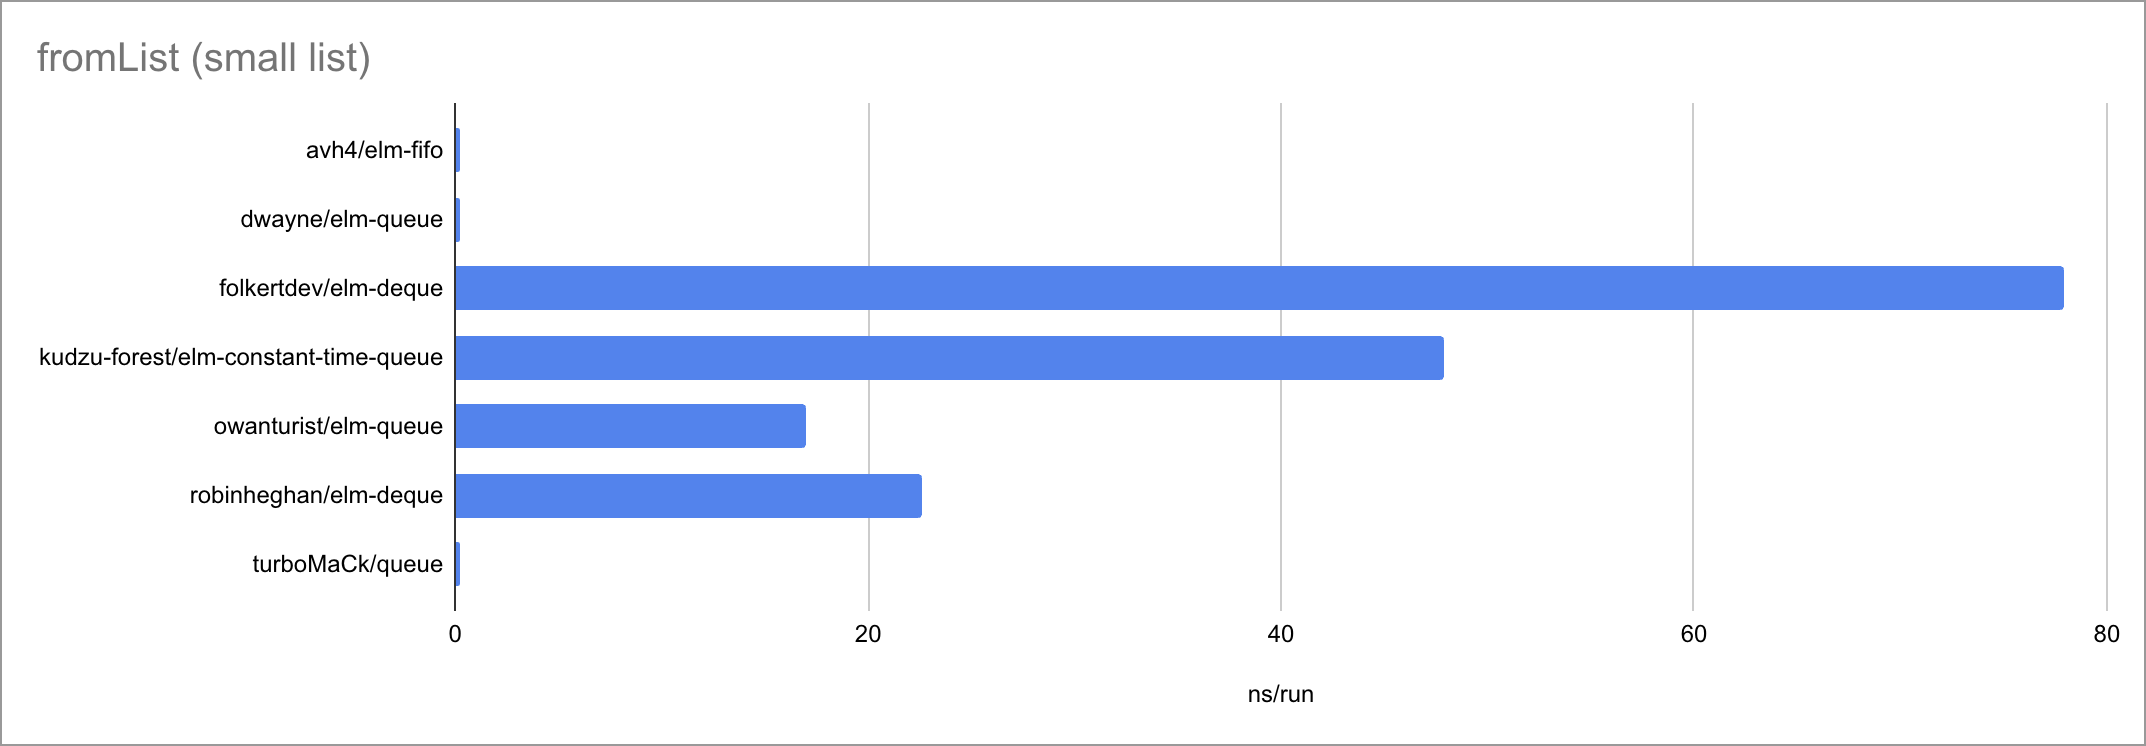 fromList (small list)
avh4/elm-fifo
dwayne/elm-queue
folkertdev/elm-deque
kudzu-forest/elm-constant-time-queue
owanturist/elm-queue
robinheghan/elm-deque
turboMaCk/queue
0 20 40 60 80
ns/run